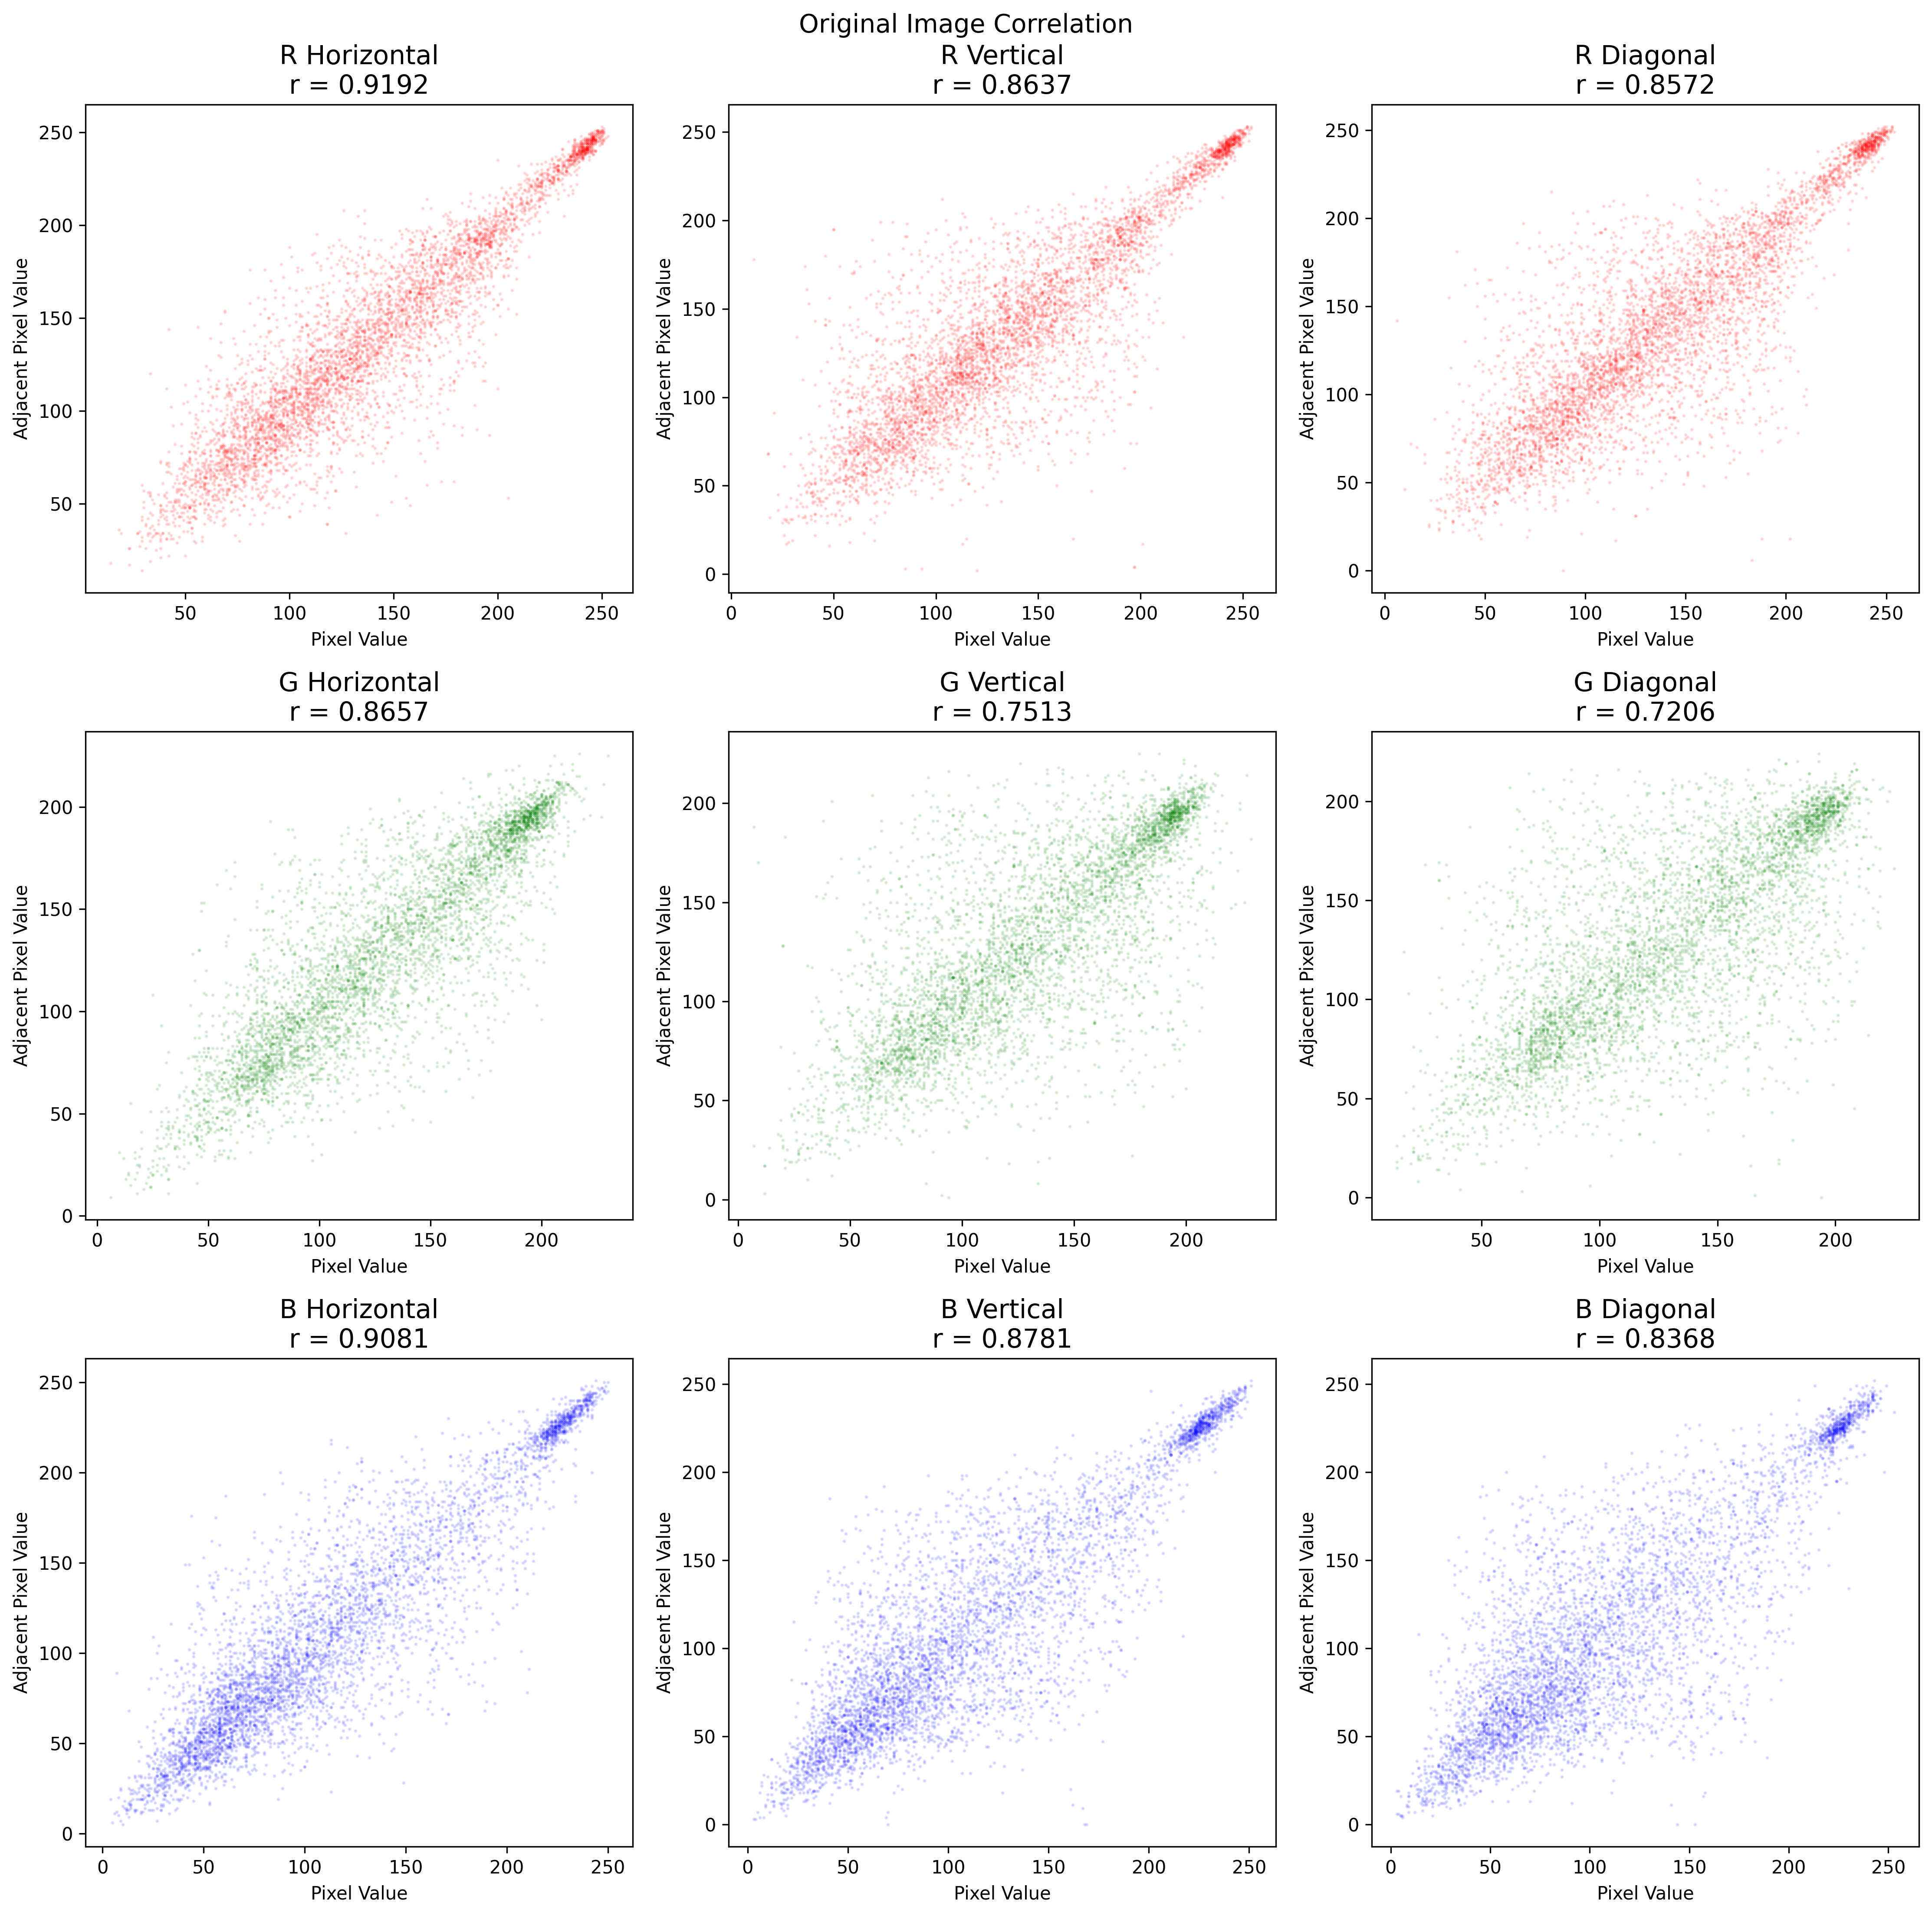 Original Image Correlation
R Horizontal
r = 0.9192
250
200
150
100
50
50
100
150
200
250
Adjacent Pixel Value
Pixel Value
R Vertical
r = 0.8637
250
200
150
100
50
0
0
50
100
150
200
250
Adjacent Pixel Value
Pixel Value
R Diagonal
r = 0.8572
250
200
150
100
50
0
0
50
100
150
200
250
Adjacent Pixel Value
Pixel Value
G Horizontal
r = 0.8657
200
150
100
50
0
0
50
100
150
200
Adjacent Pixel Value
Pixel Value
G Vertical
r = 0.7513
200
150
100
50
0
0
50
100
150
200
Adjacent Pixel Value
Pixel Value
G Diagonal
r = 0.7206
200
150
100
50
0
50
100
150
200
Adjacent Pixel Value
Pixel Value
B Horizontal
r = 0.9081
250
200
150
100
50
0
0
50
100
150
200
250
Adjacent Pixel Value
Pixel Value
B Vertical
r = 0.8781
250
200
150
100
50
0
0
50
100
150
200
250
Adjacent Pixel Value
Pixel Value
B Diagonal
r = 0.8368
250
200
150
100
50
0
0
50
100
150
200
250
Adjacent Pixel Value
Pixel Value